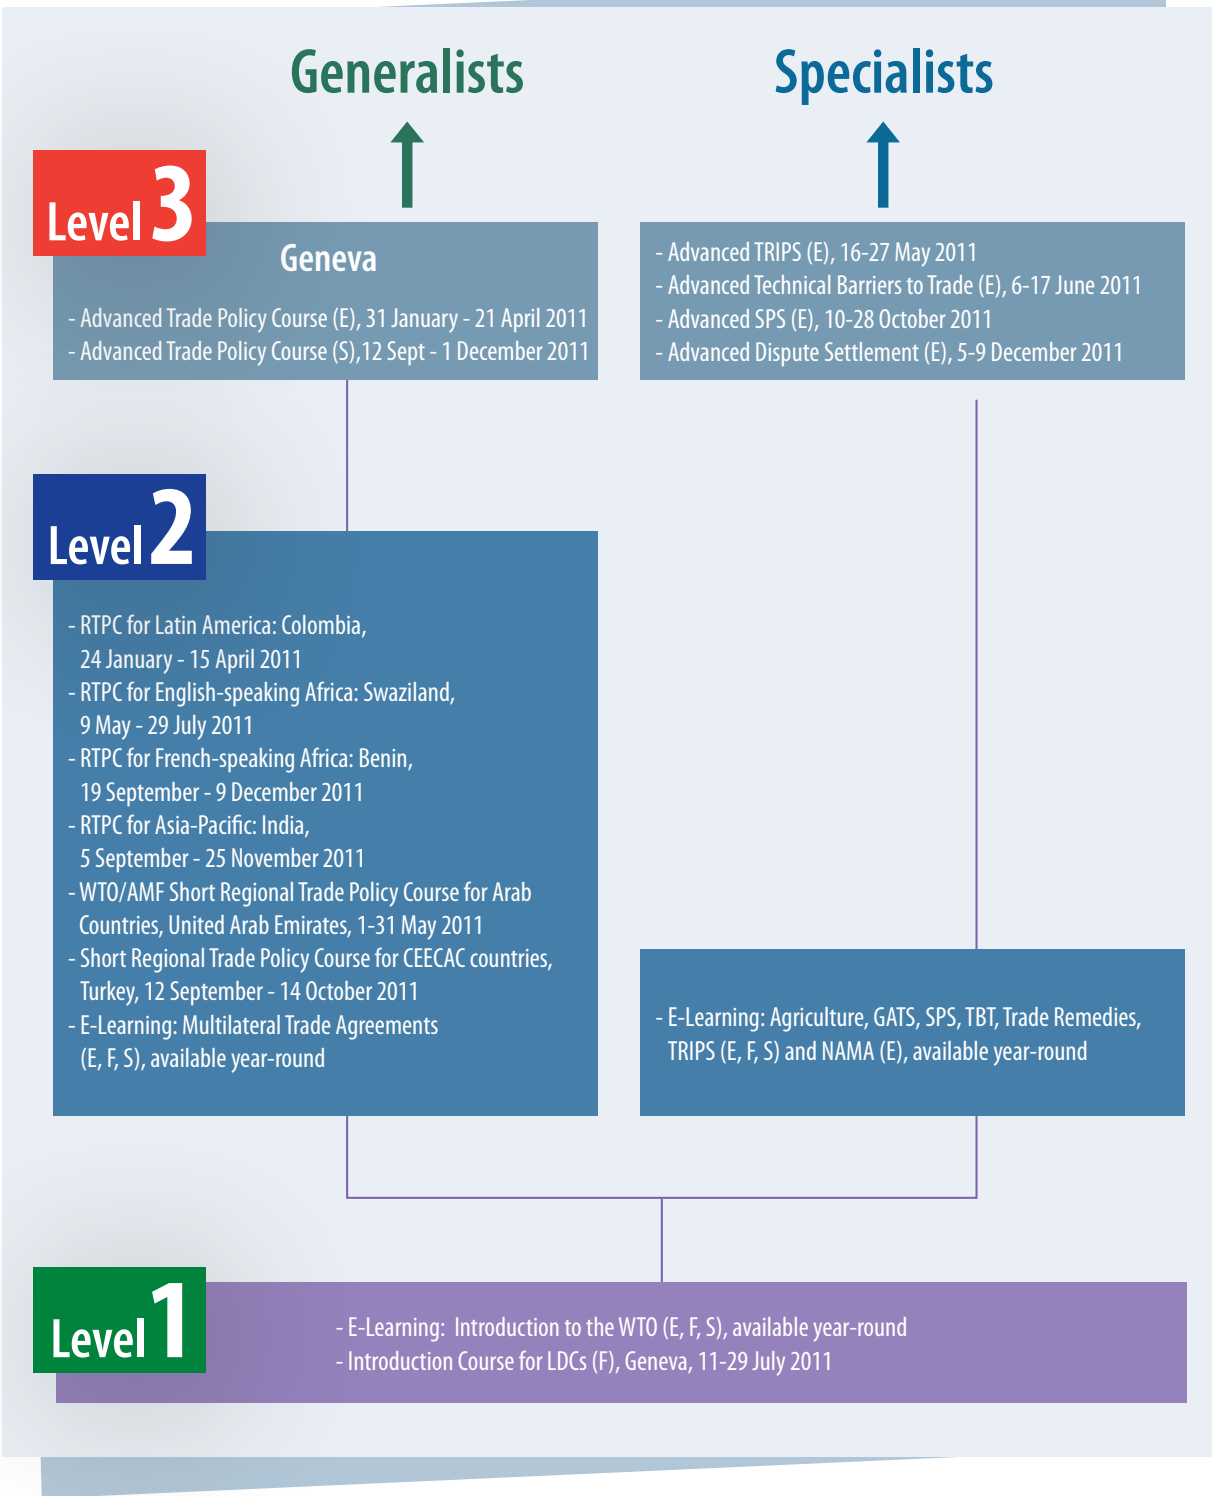 Generalists
Specialists
Level 3
Geneva
- Advanced Trade Policy Course (E), 31 January - 21 April 2011
- Advanced Trade Policy Course (S),12 Sept - 1 December 2011
- Advanced TRIPS (E), 16-27 May 2011
- Advanced Technical Barriers to Trade (E), 6-17 June 2011
- Advanced SPS (E), 10-28 October 2011
- Advanced Dispute Settlement (E), 5-9 December 2011
Level 2
- RTPC for Latin America: Colombia,
24 January - 15 April 2011
- RTPC for English-speaking Africa: Swaziland,
9 May - 29 July 2011
- RTPC for French-speaking Africa: Benin,
19 September - 9 December 2011
- RTPC for Asia-Pacific: India,
5 September - 25 November 2011
- WTO/AMF Short Regional Trade Policy Course for Arab
Countries, United Arab Emirates, 1-31 May 2011
- Short Regional Trade Policy Course for CEECAC countries,
Turkey, 12 September - 14 October 2011
- E-Learning: Multilateral Trade Agreements
(E, F, S), available year-round
- E-Learning: Agriculture, GATS, SPS, TBT, Trade Remedies,
TRIPS (E, F, S) and NAMA (E), available year-round
Level 1
- E-Learning: Introduction to the WTO (E, F, S), available year-round
- Introduction Course for LDCs (F), Geneva, 11-29 July 2011